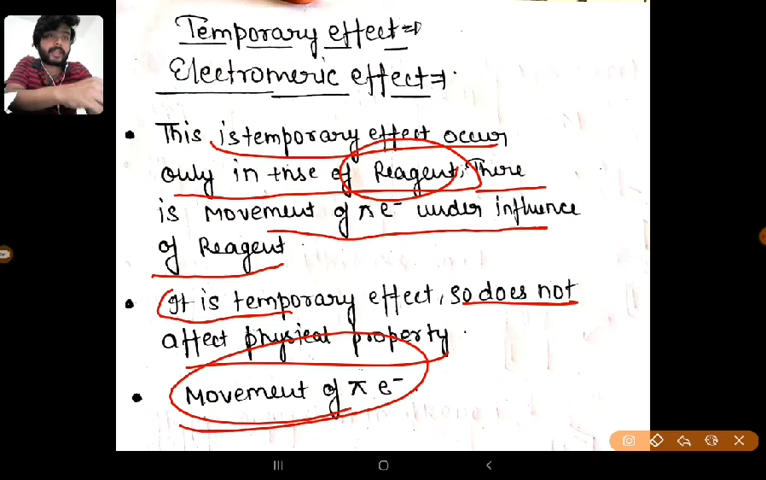 Temporary effect⇒
Electromeric effect⇒
• This is temporary effect occur
only in tnse of Reagent, There
is Movement of π e⁻ under influence
of Reagent
• It is temporary effect, so does not
affect physical property.
• Movement of π e⁻